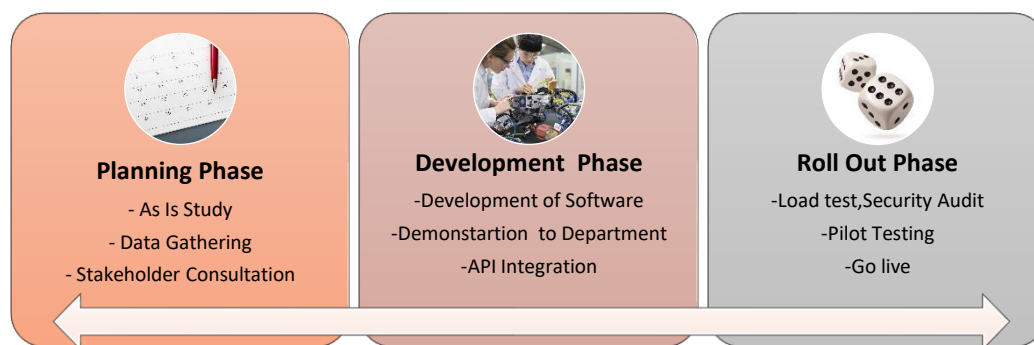 Planning Phase
- As Is Study
- Data Gathering
- Stakeholder Consultation
Development  Phase
-Development of Software
-Demonstartion  to Department
-API Integration
Roll Out Phase
-Load test,Security Audit
-Pilot Testing
-Go live